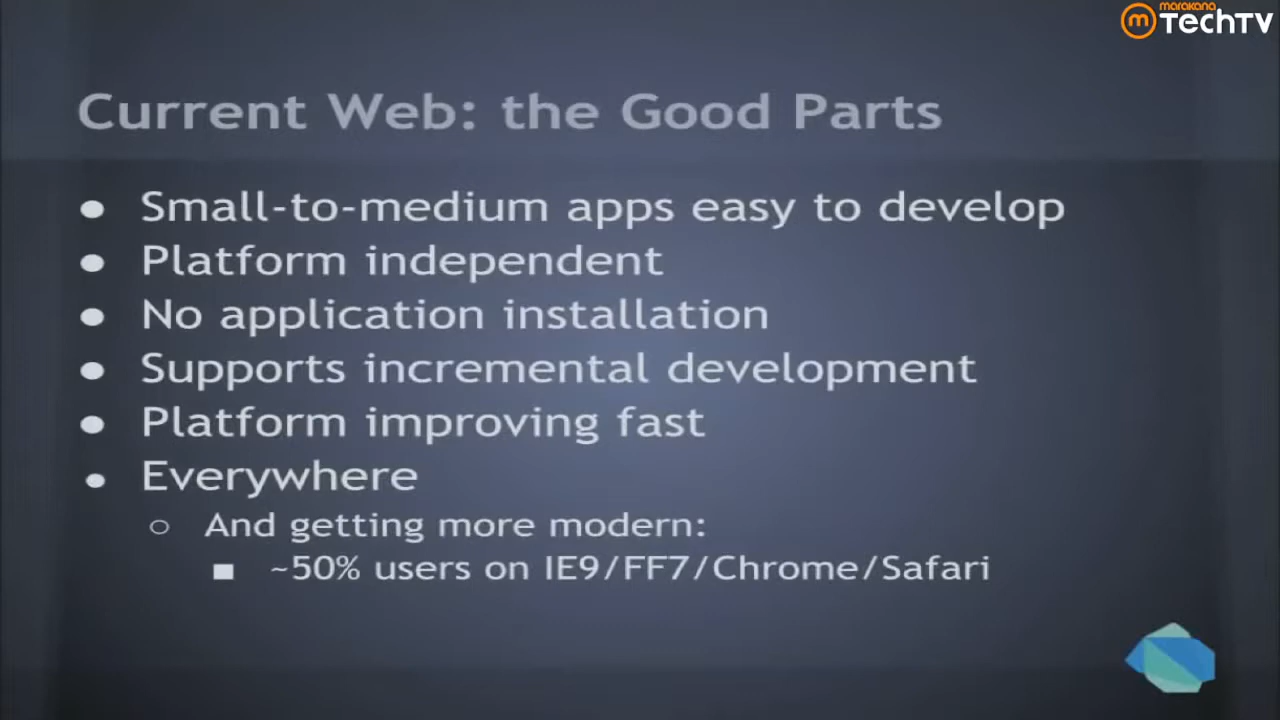 marakana
m TechTV
Current Web: the Good Parts
● Small-to-medium apps easy to develop
● Platform independent
● No application installation
● Supports incremental development
● Platform improving fast
● Everywhere
○ And getting more modern:
■ ~50% users on IE9/FF7/Chrome/Safari